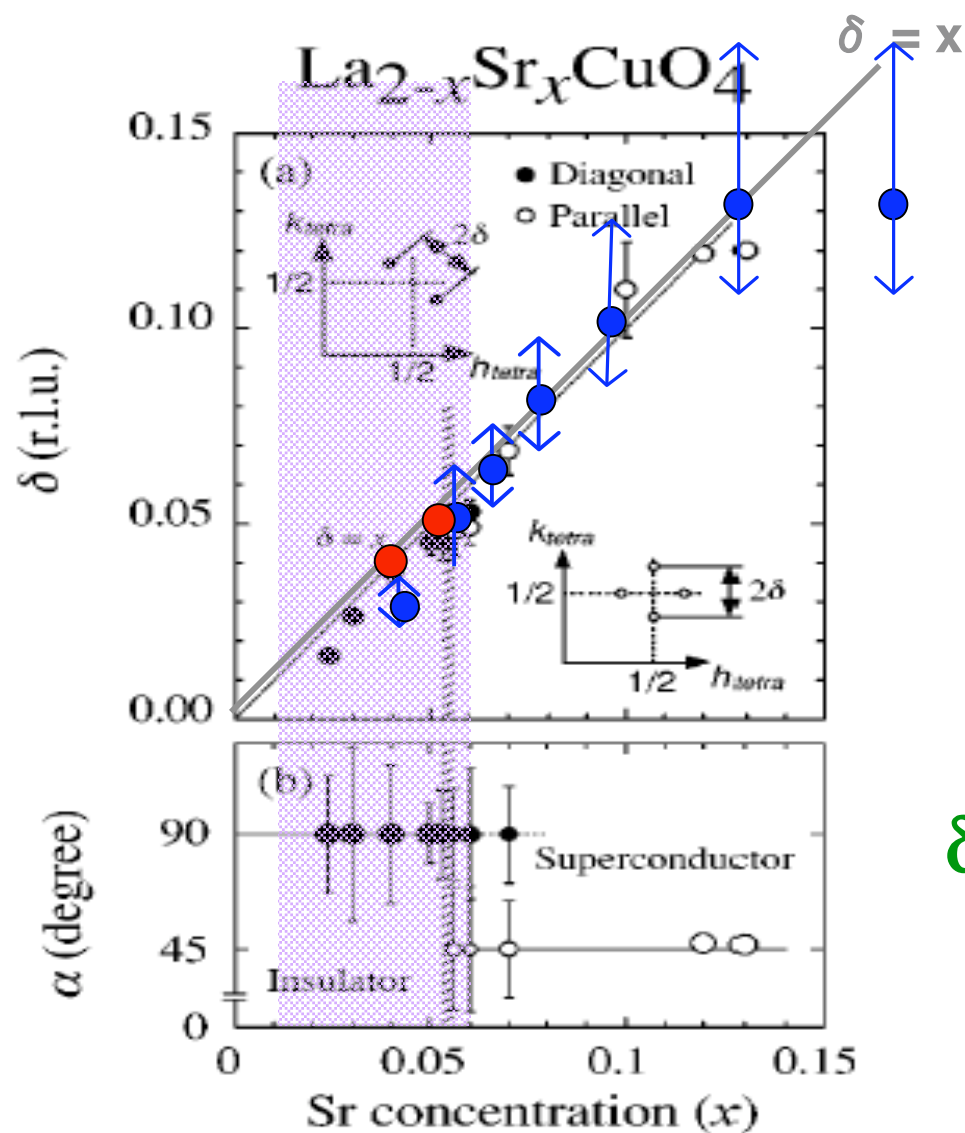 δ = x
La2-xSrxCuO4
0.15
(a)
● Diagonal
○ Parallel
ktetra
2δ
1/2
1/2
htetra
0.10
δ (r.l.u.)
0.05
δ = x
ktetra
1/2
2δ
1/2
htetra
0.00
(b)
90
Superconductor
α (degree)
45
Insulator
0
0
0.05
0.1
0.15
Sr concentration (x)
δ